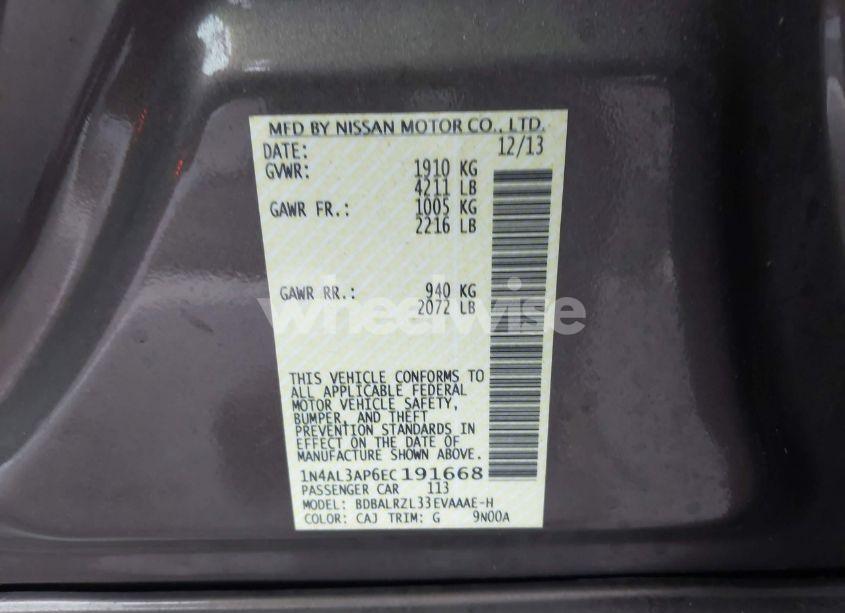 MFD BY NISSAN MOTOR CO., LTD.
DATE: 12/13
GVWR: 1910 KG
4211 LB
GAWR FR.: 1005 KG
2216 LB
GAWR RR.: 940 KG
2072 LB
wheelwise
THIS VEHICLE CONFORMS TO
ALL APPLICABLE FEDERAL
MOTOR VEHICLE SAFETY,
BUMPER, AND THEFT
PREVENTION STANDARDS IN
EFFECT ON THE DATE OF
MANUFACTURE SHOWN ABOVE.
1N4AL3AP6EC191668
PASSENGER CAR 113
MODEL: BDBALRZL33EVAAAE-H
COLOR: CAJ TRIM: G 9N00A